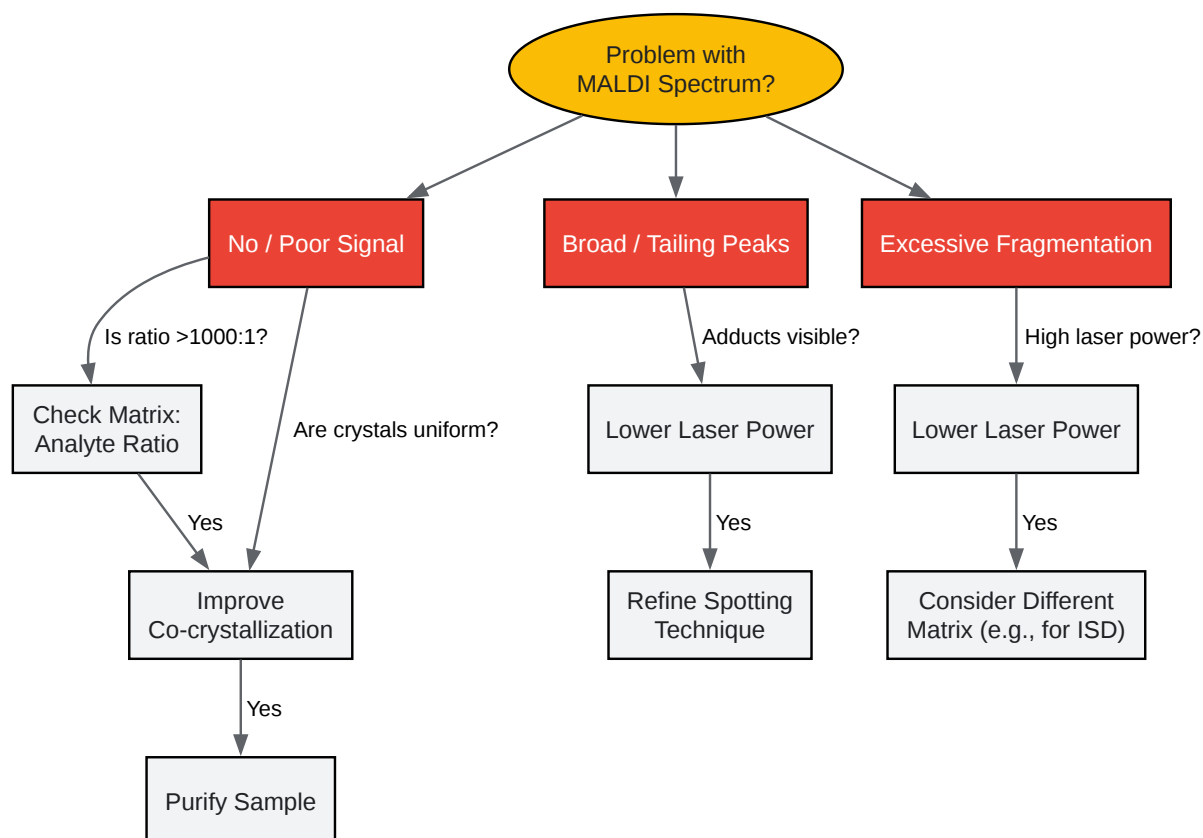 Problem with
MALDI Spectrum?
No / Poor Signal
Broad / Tailing Peaks
Excessive Fragmentation
Is ratio >1000:1?
Adducts visible?
High laser power?
Check Matrix:
Analyte Ratio
Are crystals uniform?
Lower Laser Power
Lower Laser Power
Yes
Yes
Yes
Improve
Co-crystallization
Refine Spotting
Technique
Consider Different
Matrix (e.g., for ISD)
Yes
Purify Sample